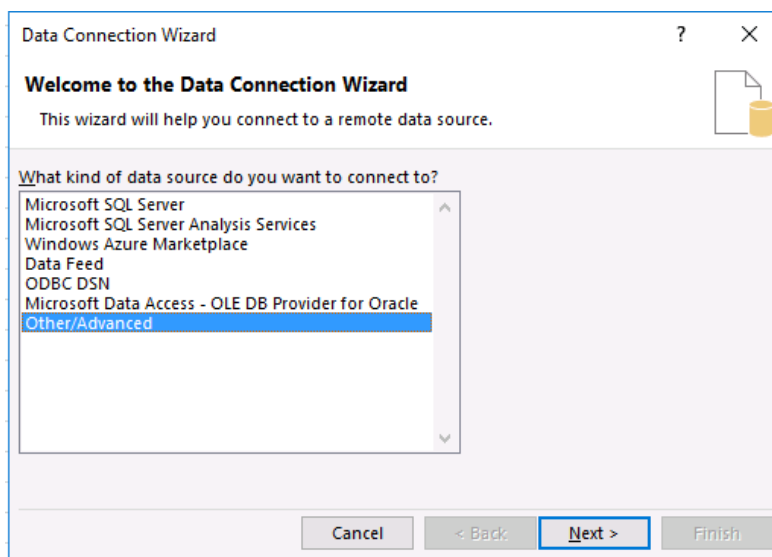 Data Connection Wizard
?
Welcome to the Data Connection Wizard
This wizard will help you connect to a remote data source.
What kind of data source do you want to connect to?
Microsoft SQL Server
Microsoft SQL Server Analysis Services
Windows Azure Marketplace
Data Feed
ODBC DSN
Microsoft Data Access - OLE DB Provider for Oracle
Other/Advanced
Cancel
< Back
Next >
Finish